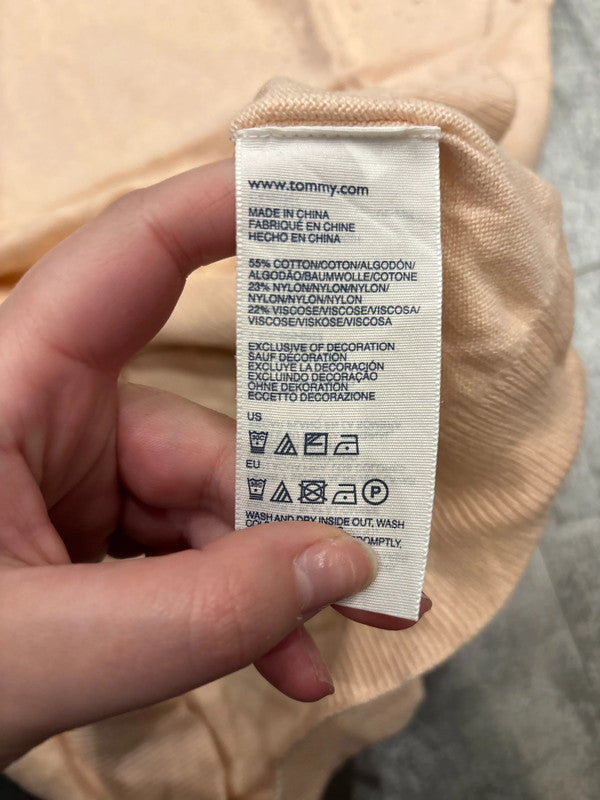 www.tommy.com
MADE IN CHINA
FABRIQUÉ EN CHINE
HECHO EN CHINA
55% COTTON/COTON/ALGODÓN/
ALGODÃO/BAUMWOLLE/COTONE
23% NYLON/NYLON/NYLON/
NYLON/NYLON/NYLON
22% VISCOSE/VISCOSE/VISCOSA/
VISCOSE/VISKOSE/VISCOSA
EXCLUSIVE OF DECORATION
SAUF DÉCORATION
EXCLUYE LA DECORACIÓN
EXCLUINDO DECORAÇÃO
OHNE DEKORATION
ECCETTO DECORAZIONE
US
EU
P
WASH AND DRY INSIDE OUT, WASH